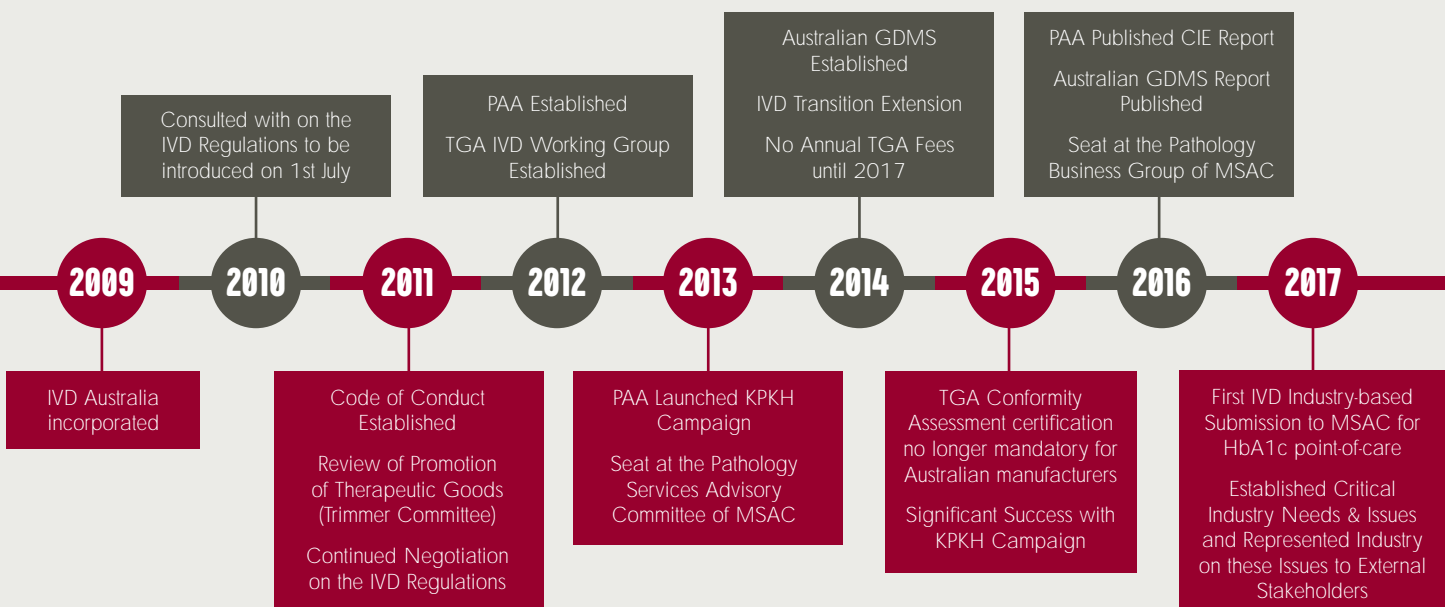 Consulted with on the
IVD Regulations to be
introduced on 1st July
PAA Established
TGA IVD Working Group
Established
Australian GDMS
Established
IVD Transition Extension
No Annual TGA Fees
until 2017
PAA Published CIE Report
Australian GDMS Report
Published
Seat at the Pathology
Business Group of MSAC
2009
2010
2011
2012
2013
2014
2015
2016
2017
IVD Australia
incorporated
Code of Conduct
Established
Review of Promotion
of Therapeutic Goods
(Trimmer Committee)
Continued Negotiation
on the IVD Regulations
PAA Launched KPKH
Campaign
Seat at the Pathology
Services Advisory
Committee of MSAC
TGA Conformity
Assessment certification
no longer mandatory for
Australian manufacturers
Significant Success with
KPKH Campaign
First IVD Industry-based
Submission to MSAC for
HbA1c point-of-care
Established Critical
Industry Needs & Issues
and Represented Industry
on these Issues to External
Stakeholders